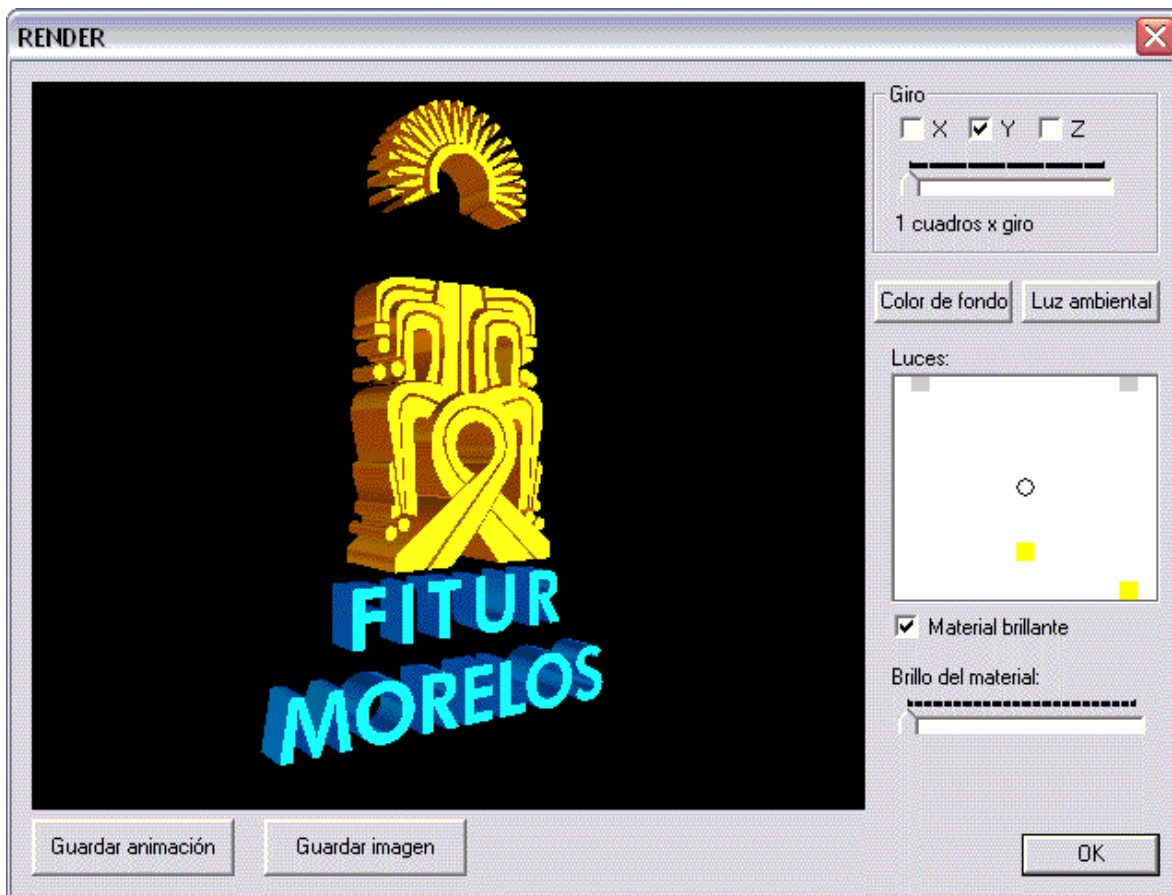 RENDER
Giro
X Y Z
1 cuadros x giro
Color de fondo Luz ambiental
Luces:
Material brillante
Brillo del material:
FITUR
MORELOS
Guardar animación Guardar imagen
OK